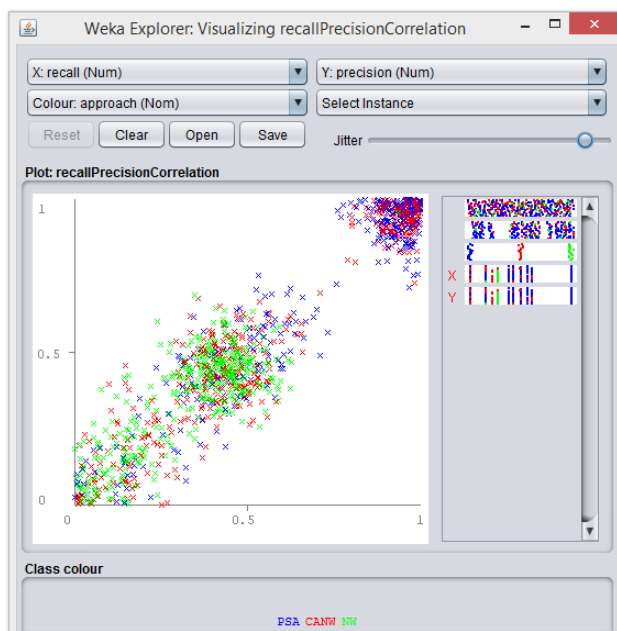 Weka Explorer: Visualizing recallPrecisionCorrelation
X: recall (Num) Y: precision (Num)
Colour: approach (Nom) Select Instance
Reset Clear Open Save Jitter
Plot: recallPrecisionCorrelation
1
0.5
0
0 0.5 1
X
Y
Class colour
PSA CANW NW